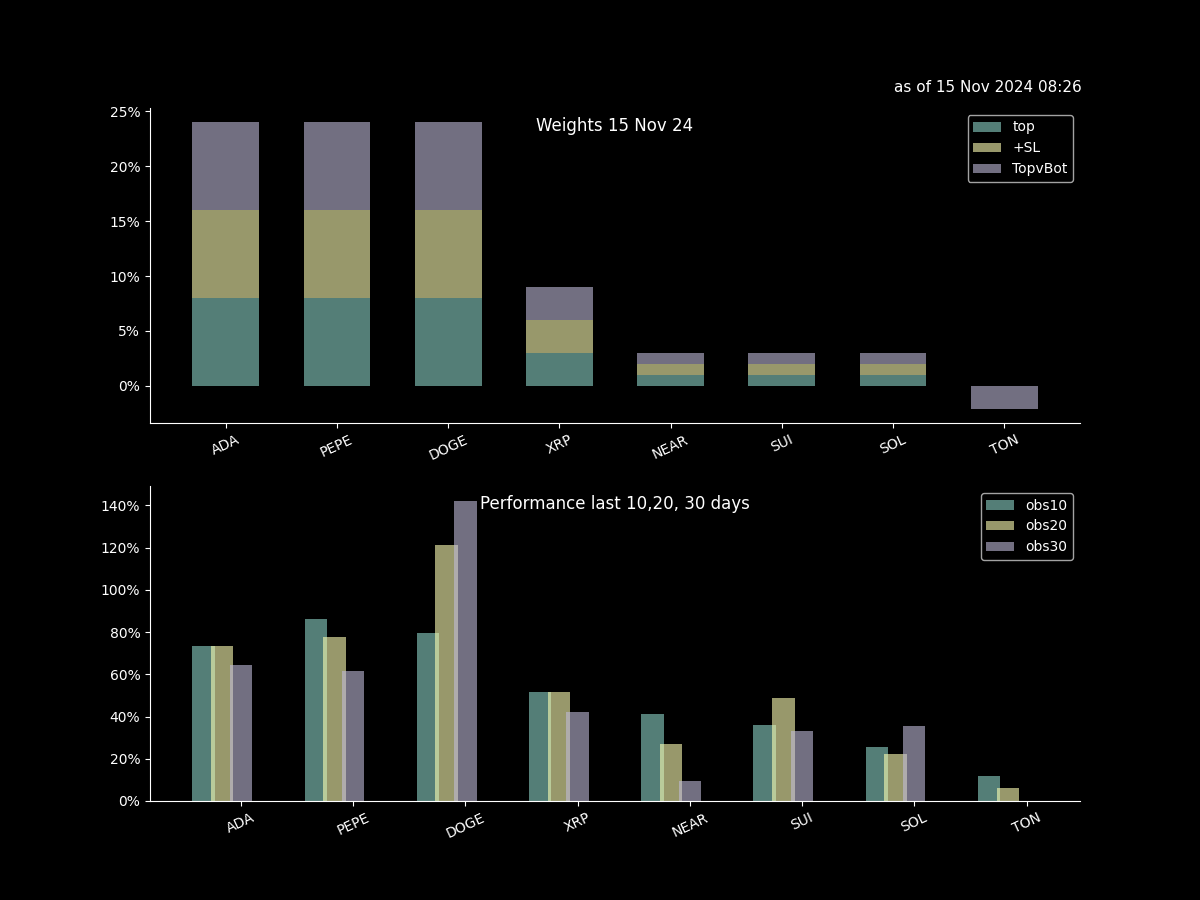 as of 15 Nov 2024 08:26
Weights 15 Nov 24
25%
20%
15%
10%
5%
0%
top
+SL
TopvBot
ADA PEPE DOGE XRP NEAR SUI SOL TON
Performance last 10,20, 30 days
140%
120%
100%
80%
60%
40%
20%
0%
obs10
obs20
obs30
ADA PEPE DOGE XRP NEAR SUI SOL TON